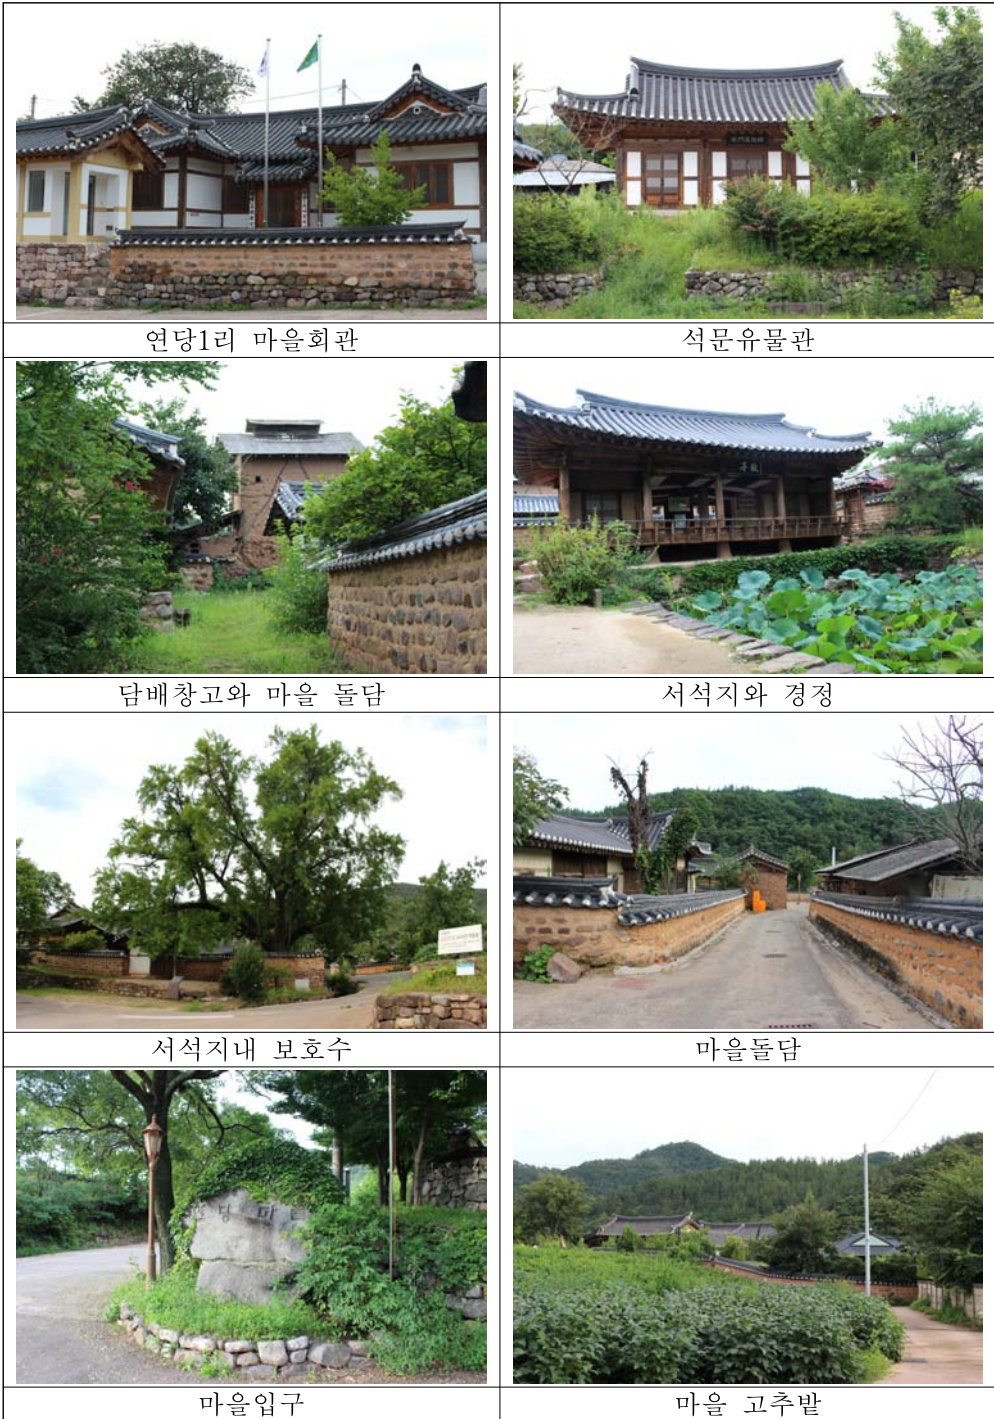 연당1리 마을회관
석문유물관
담배창고와 마을 돌담
서석지와 경정
서석지내 보호수
마을돌담
마을입구
마을 고추밭